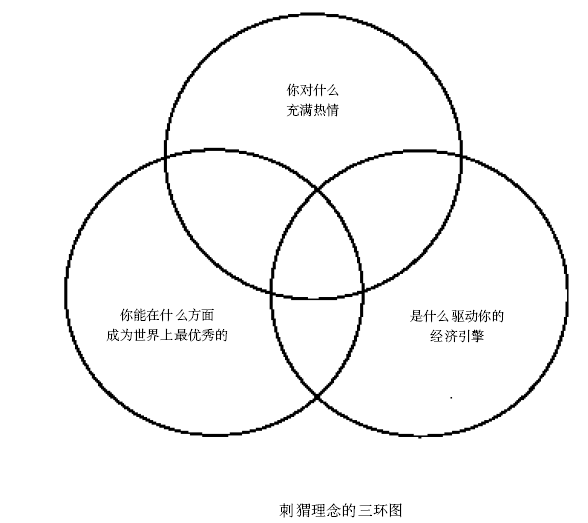 你对什么
充满热情
你能在什么方面
成为世界上最优秀的
是什么驱动你的
经济引擎
刺猬理念的三环图